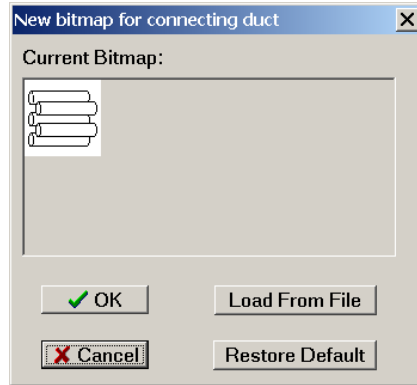 New bitmap for connecting duct
Current Bitmap:
OK
Load From File
Cancel
Restore Default